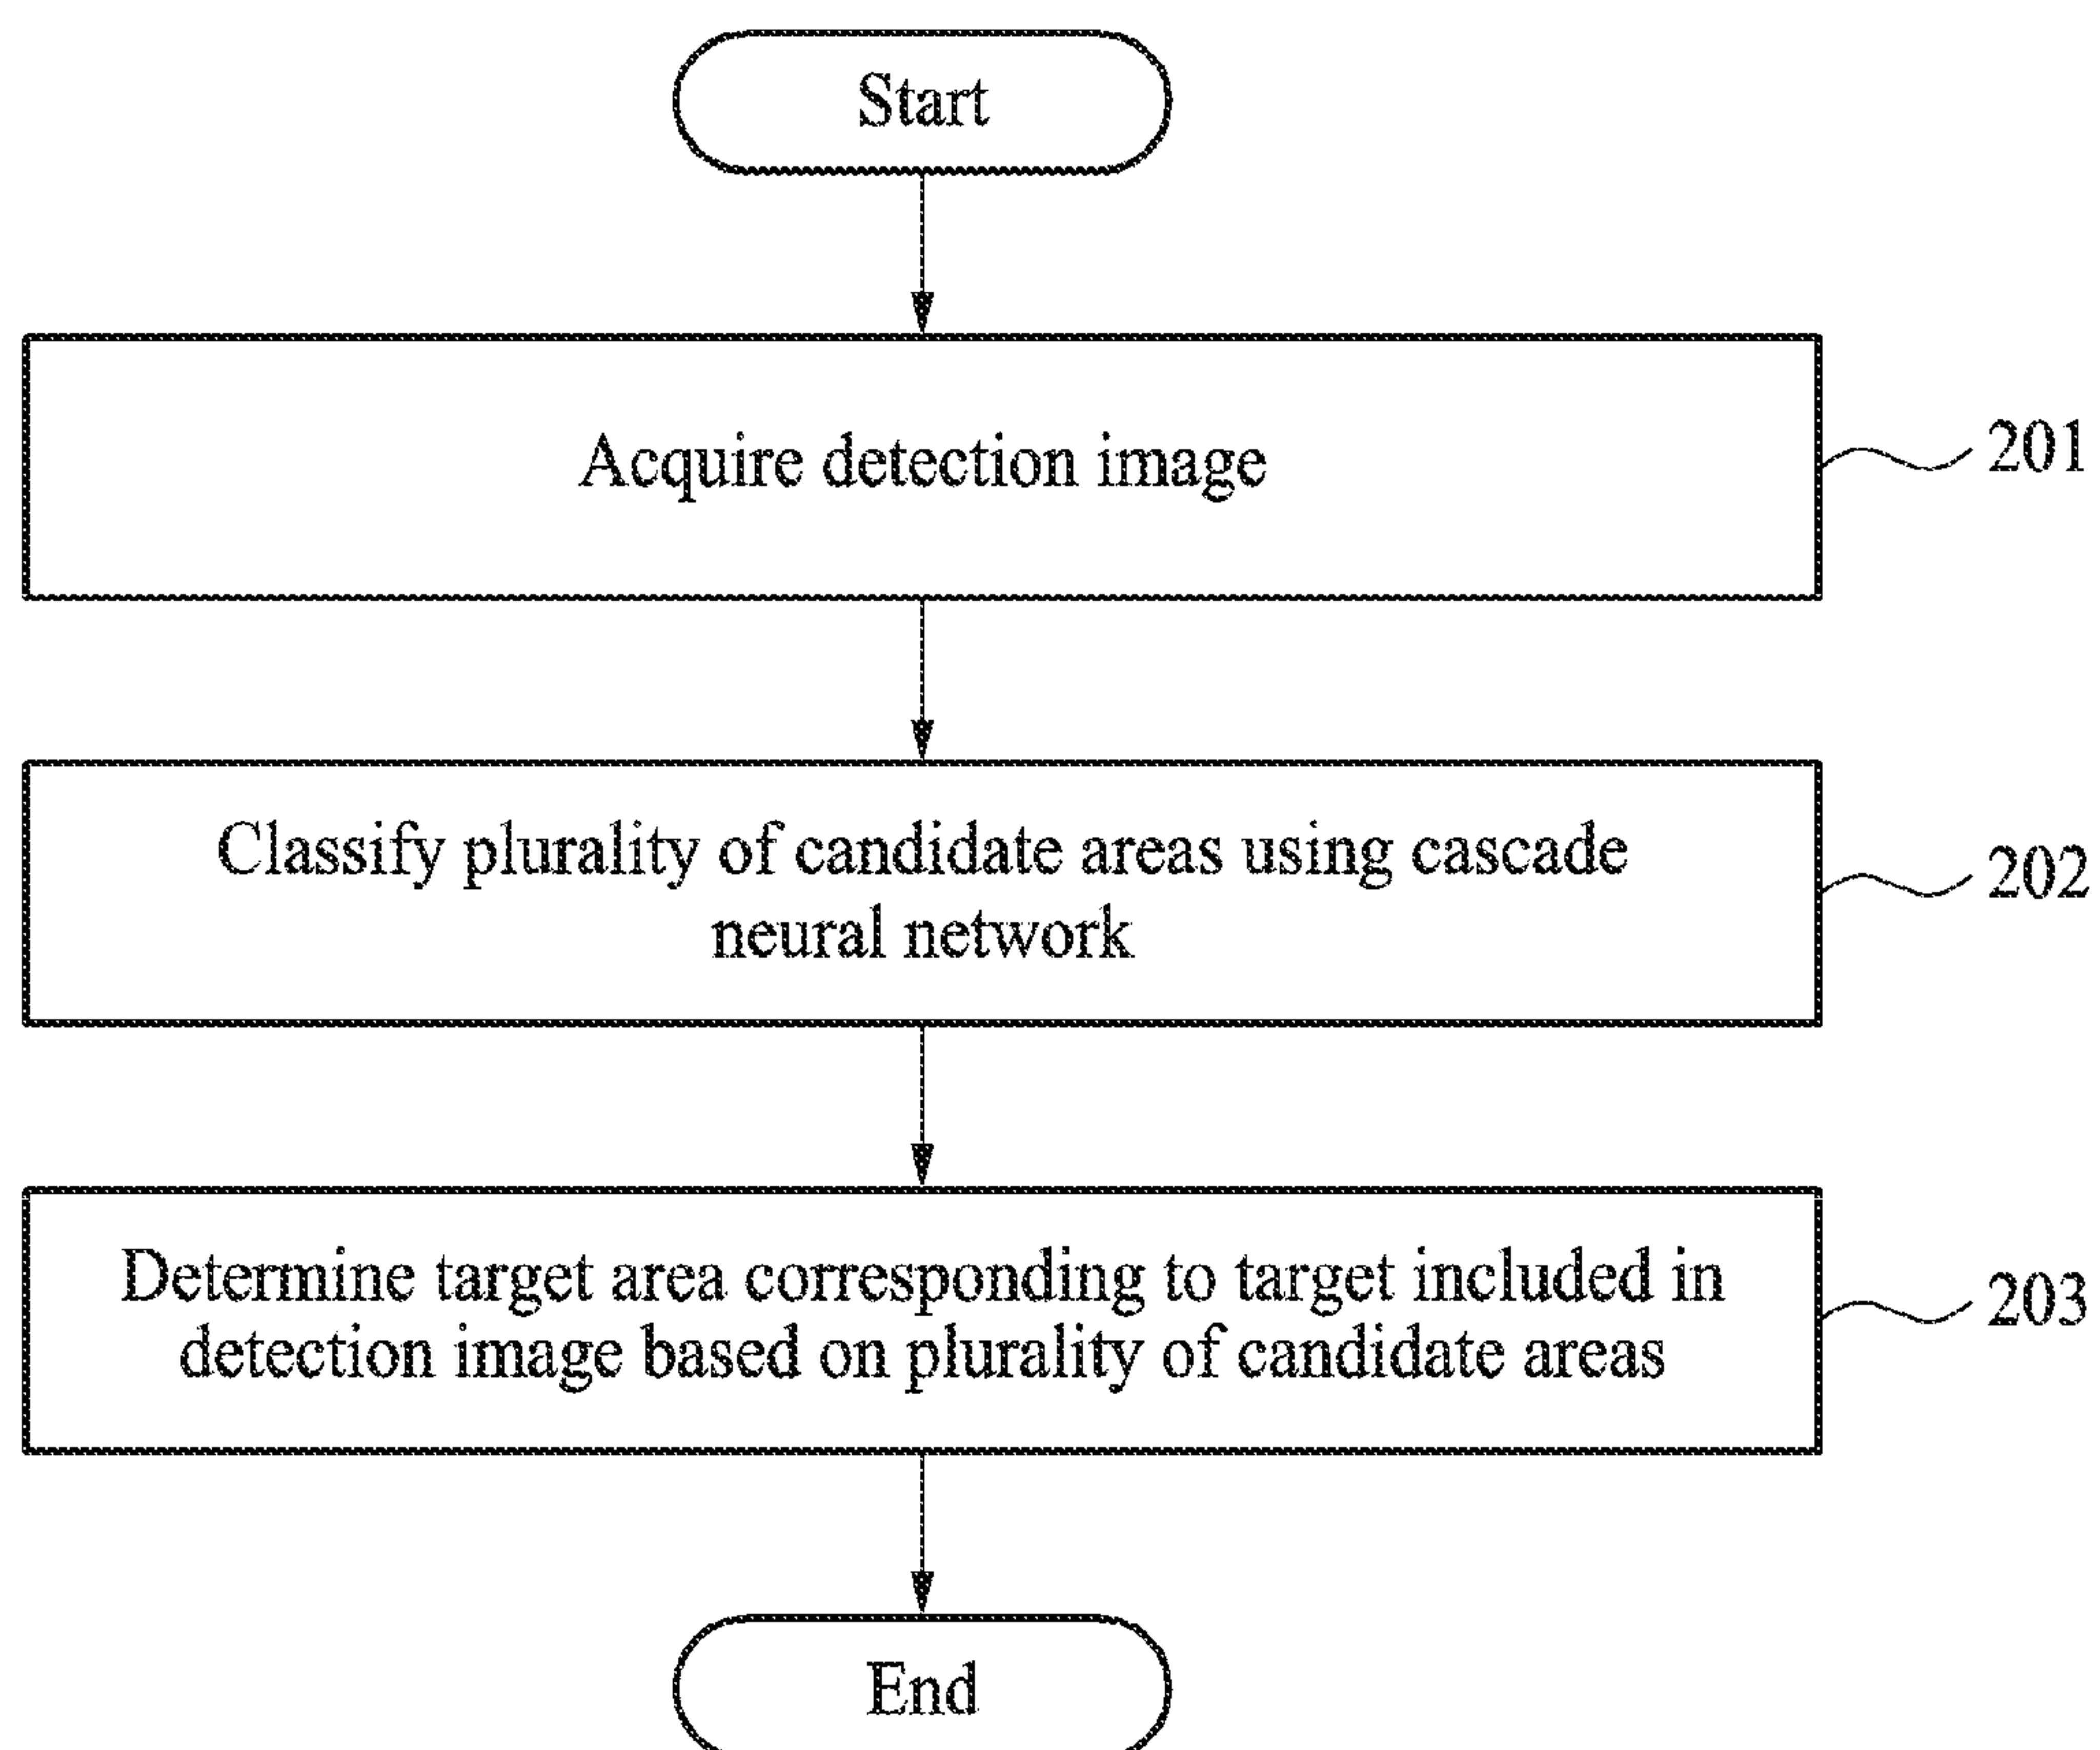 Start
Acquire detection image
201
Classify plurality of candidate areas using cascade
neural network
202
Determine target area corresponding to target included in
detection image based on plurality of candidate areas
203
End